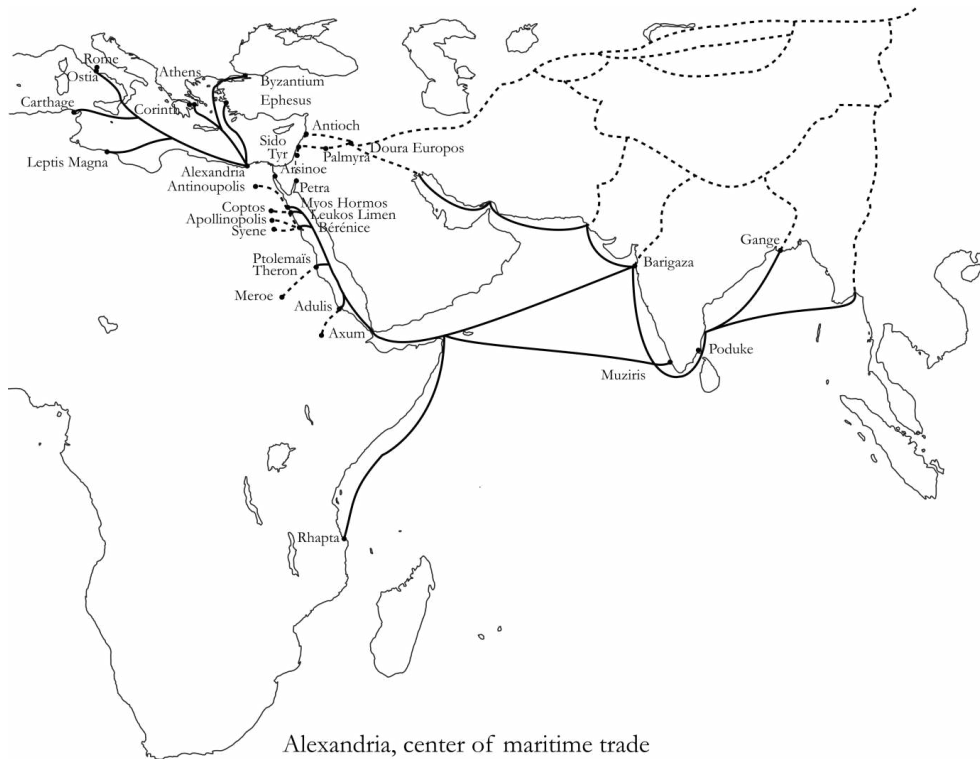 Rome
Ostia
Athens
Byzantium
Ephesus
Carthage
Corinth
Leptis Magna
Antioch
Sido
Tyr
Doura Europos
Palmyra
Alexandria
Arsinoe
Antinoupolis
Petra
Myos Hormos
Coptos
Leukos Limen
Apollinopolis
Bérénice
Syene
Ptolemaïs
Theron
Meroe
Adulis
Axum
Barigaza
Gange
Muziris
Poduke
Rhapta
Alexandria, center of maritime trade